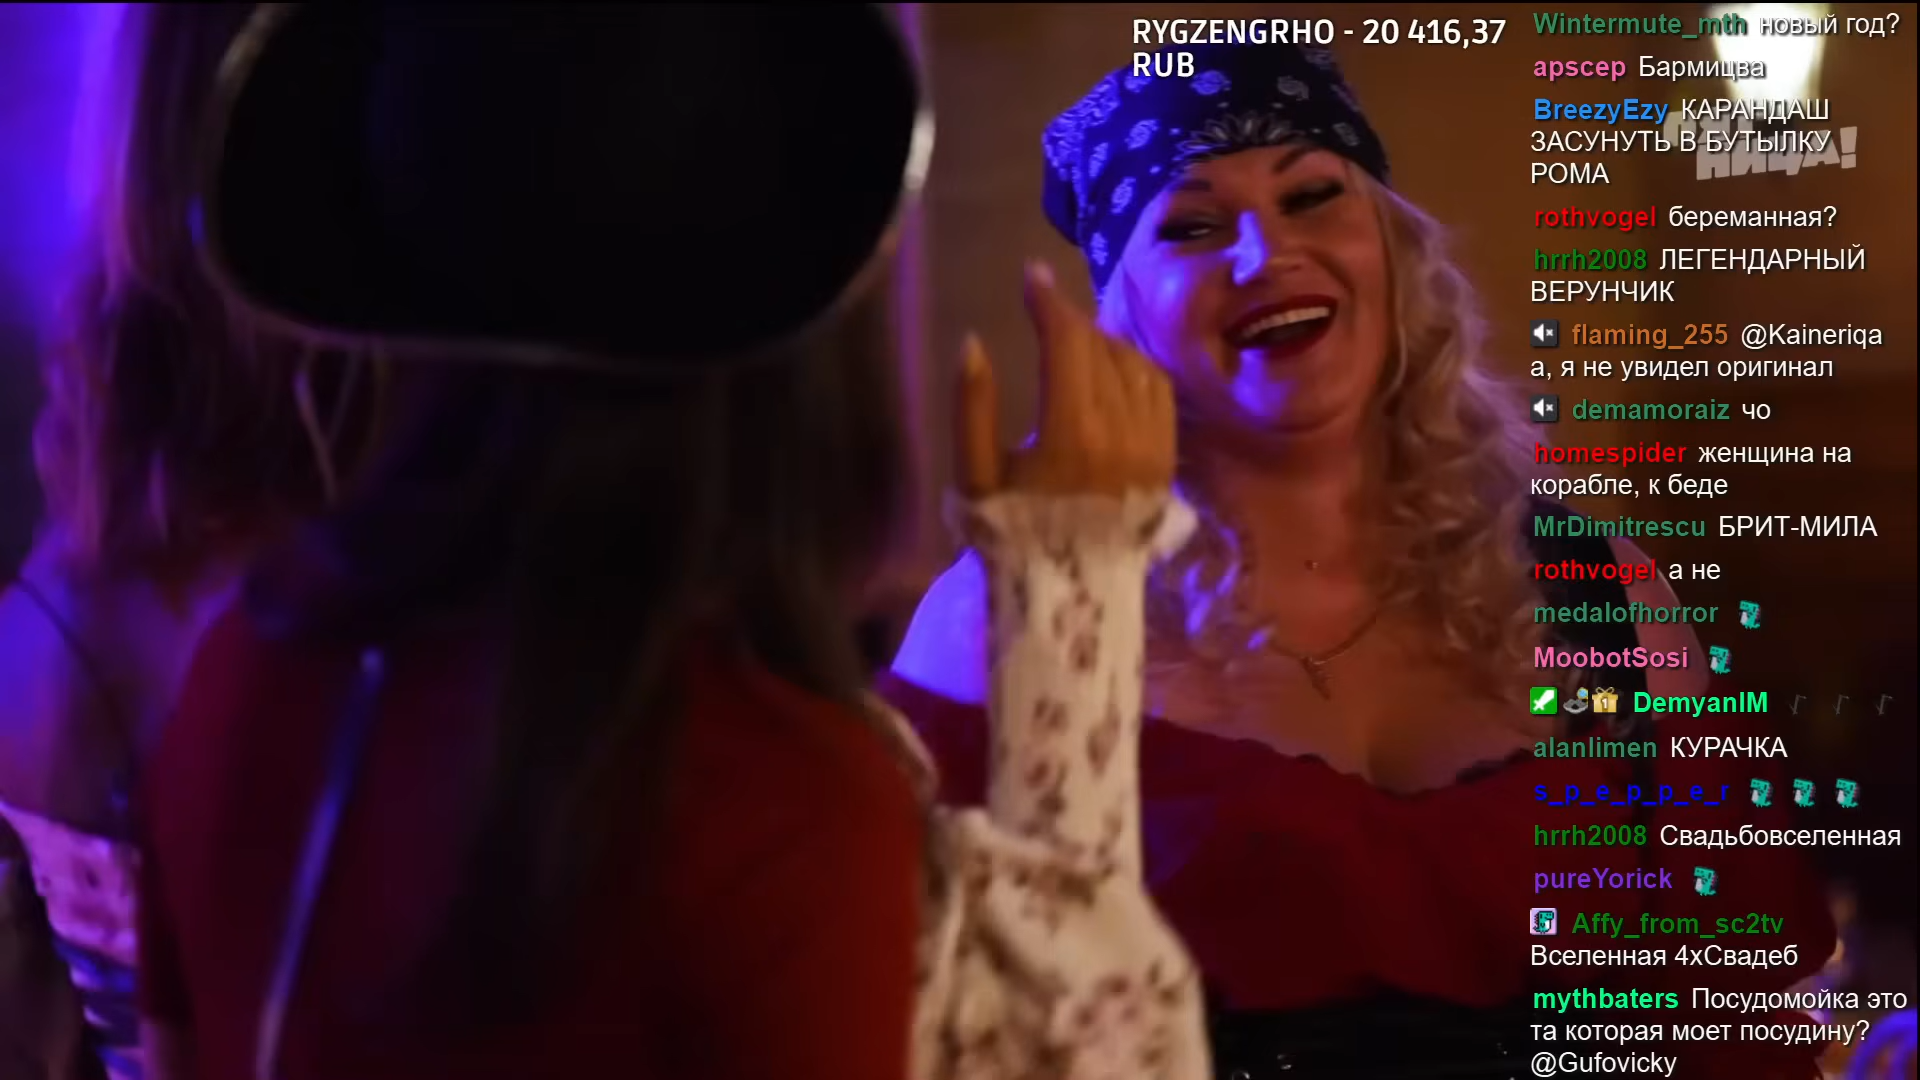 RYGZENGRHO - 20 416,37
RUB
Wintermute_mth новый год?
apscep Бармицва
BreezyEzy КАРАНДАШ
ЗАСУНУТЬ В БУТЫЛКУ
РОМА
ПЯТ
НИЦА!
rothvogel беременная?
hrrh2008 ЛЕГЕНДАРНЫЙ
ВЕРУНЧИК
flaming_255 @Kaineriqa
а, я не увидел оригинал
demamoraiz чо
homespider женщина на
корабле, к беде
MrDimitrescu БРИТ-МИЛА
rothvogel а не
medalofhorror
MoobotSosi
DemyanIM
alanlimen КУРАЧКА
s_p_e_p_p_e_r
hrrh2008 Свадьбовселенная
pureYorick
Affy_from_sc2tv
Вселенная 4хСвадеб
mythbaters Посудомойка это
та которая моет посудину?
@Gufovicky